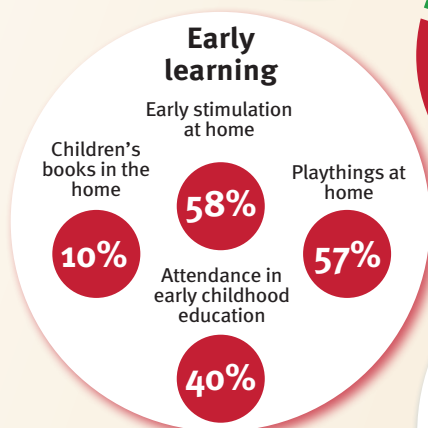 Early
learning
Early stimulation
at home
58%
Children’s
books in the
home
10%
Playthings at
home
57%
Attendance in
early childhood
education
40%